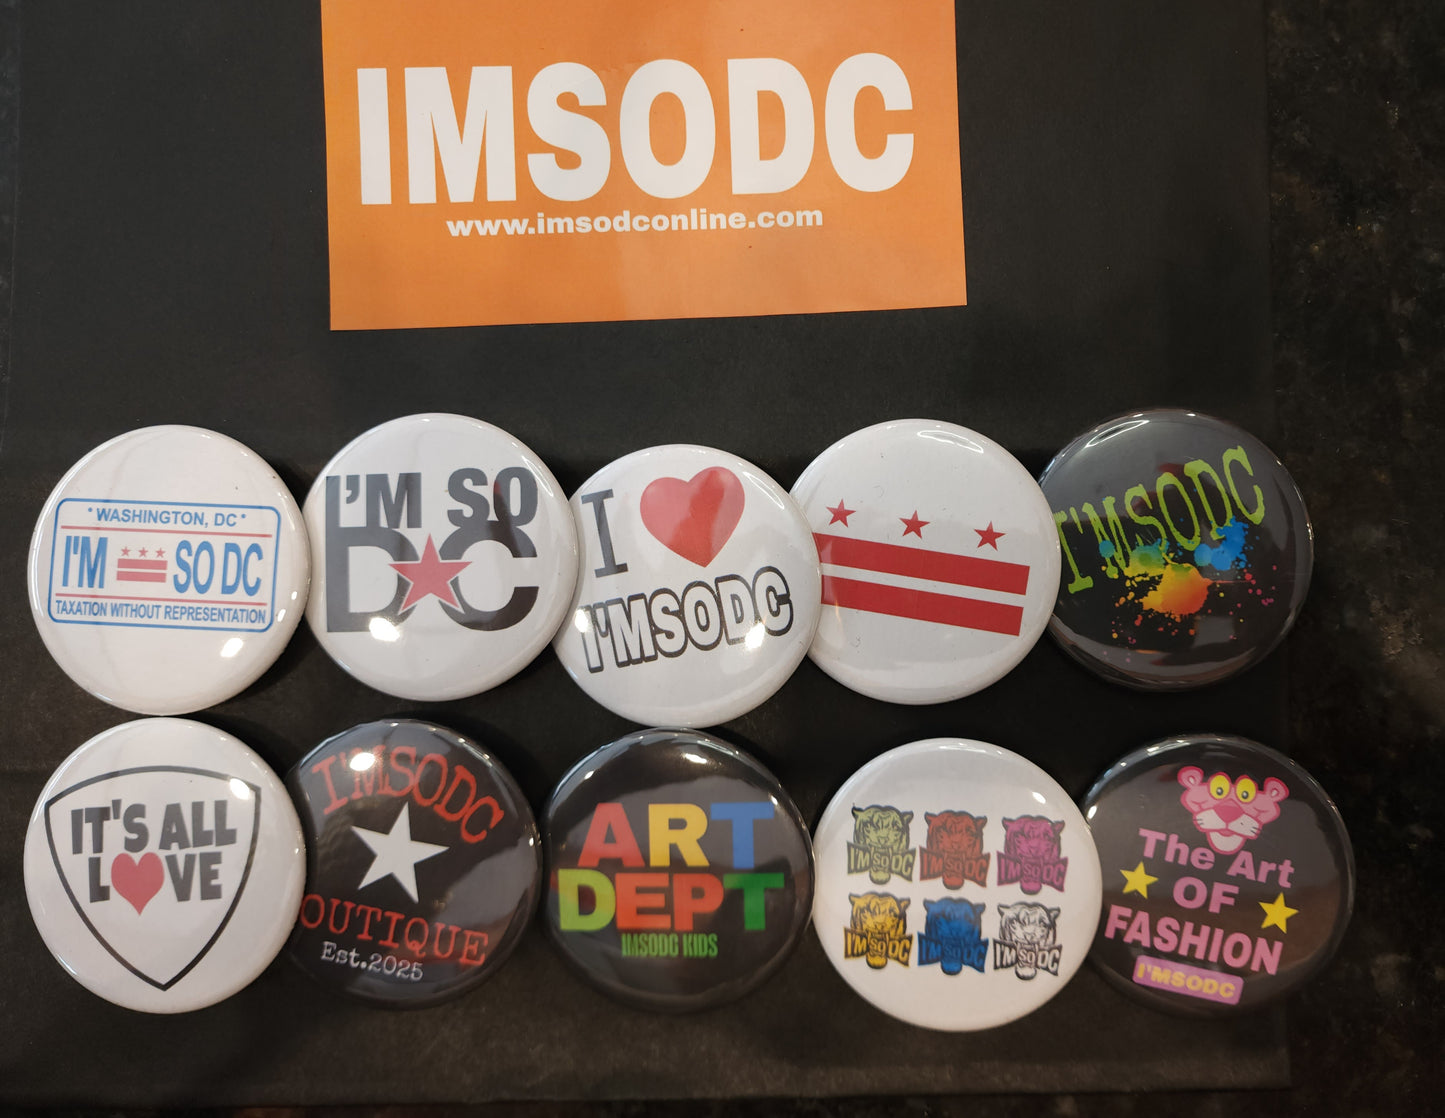 IMSODC
www.imsodconline.com
* WASHINGTON, DC *
I'M SO DC
TAXATION WITHOUT REPRESENTATION
I'M SO
DC
I
I'MSODC
I'MSODC
IT'S ALL
LOVE
I'MSODC
OUTIQUE
Est.2025
ART
DEPT
IMSODC KIDS
I'M SO DC
I'M SO DC
I'M SO DC
I'M SO DC
I'M SO DC
I'M SO DC
The Art
OF
FASHION
I'MSODC